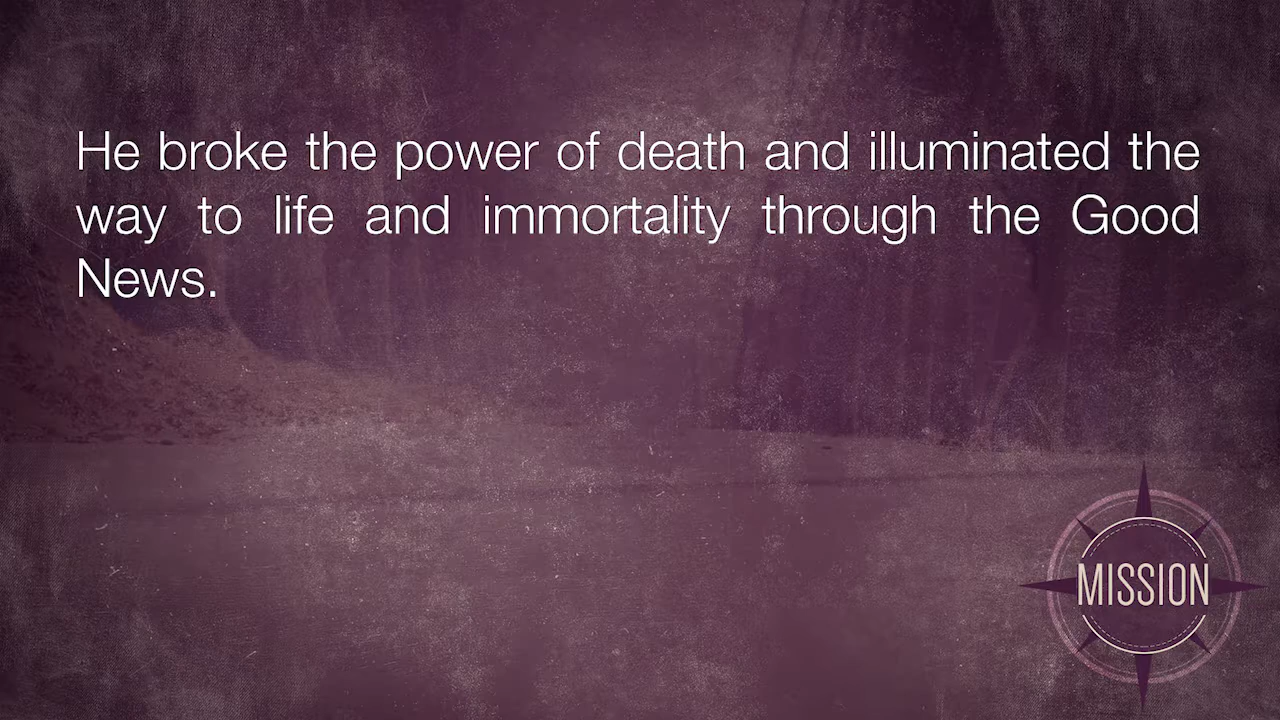 He broke the power of death and illuminated the
way to life and immortality through the Good
News.
MISSION